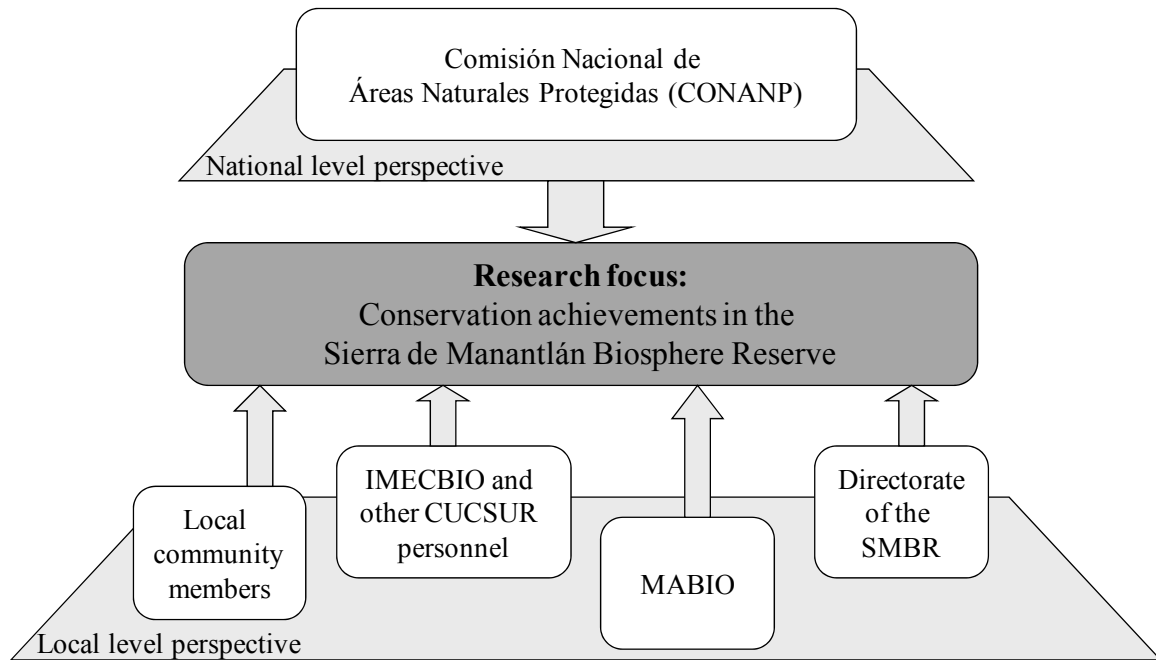 Comisión Nacional de
Áreas Naturales Protegidas (CONANP)
National level perspective
Research focus:
Conservation achievements in the
Sierra de Manantlán Biosphere Reserve
Local
community
members
IMECBIO and
other CUCSUR
personnel
MABIO
Directorate
of the
SMBR
Local level perspective